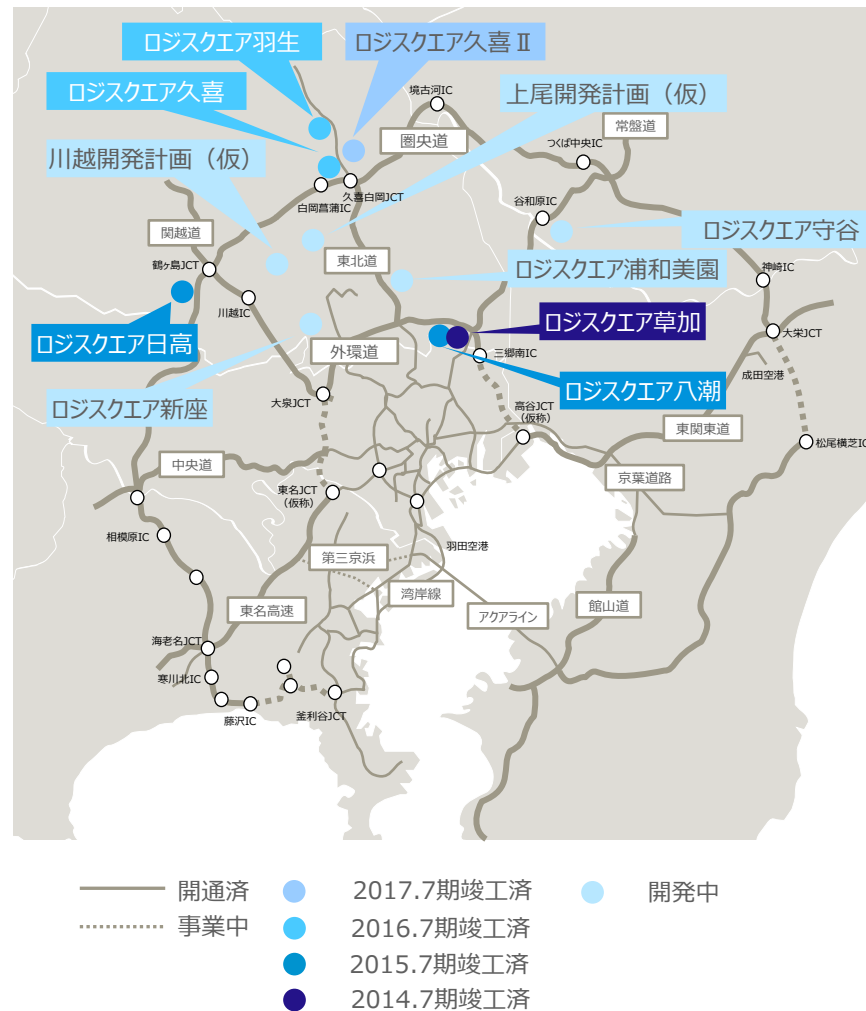 ロジスクエア羽生
ロジスクエア久喜Ⅱ
ロジスクエア久喜
上尾開発計画（仮）
川越開発計画（仮）
境古河IC
常盤道
圏央道
つくば中央IC
久喜白岡JCT
白岡菖蒲IC
谷和原IC
ロジスクエア守谷
関越道
東北道
鶴ヶ島JCT
ロジスクエア浦和美園
神崎IC
川越IC
ロジスクエア日高
ロジスクエア草加
大栄JCT
外環道
三郷南IC
成田空港
ロジスクエア新座
大泉JCT
ロジスクエア八潮
高谷JCT
（仮称）
東関東道
松尾横芝IC
中央道
京葉道路
東名JCT
（仮称）
相模原IC
羽田空港
第三京浜
湾岸線
アクアライン
館山道
東名高速
海老名JCT
寒川北IC
藤沢IC
釜利谷JCT
開通済
2017.7期竣工済
開発中
事業中
2016.7期竣工済
2015.7期竣工済
2014.7期竣工済